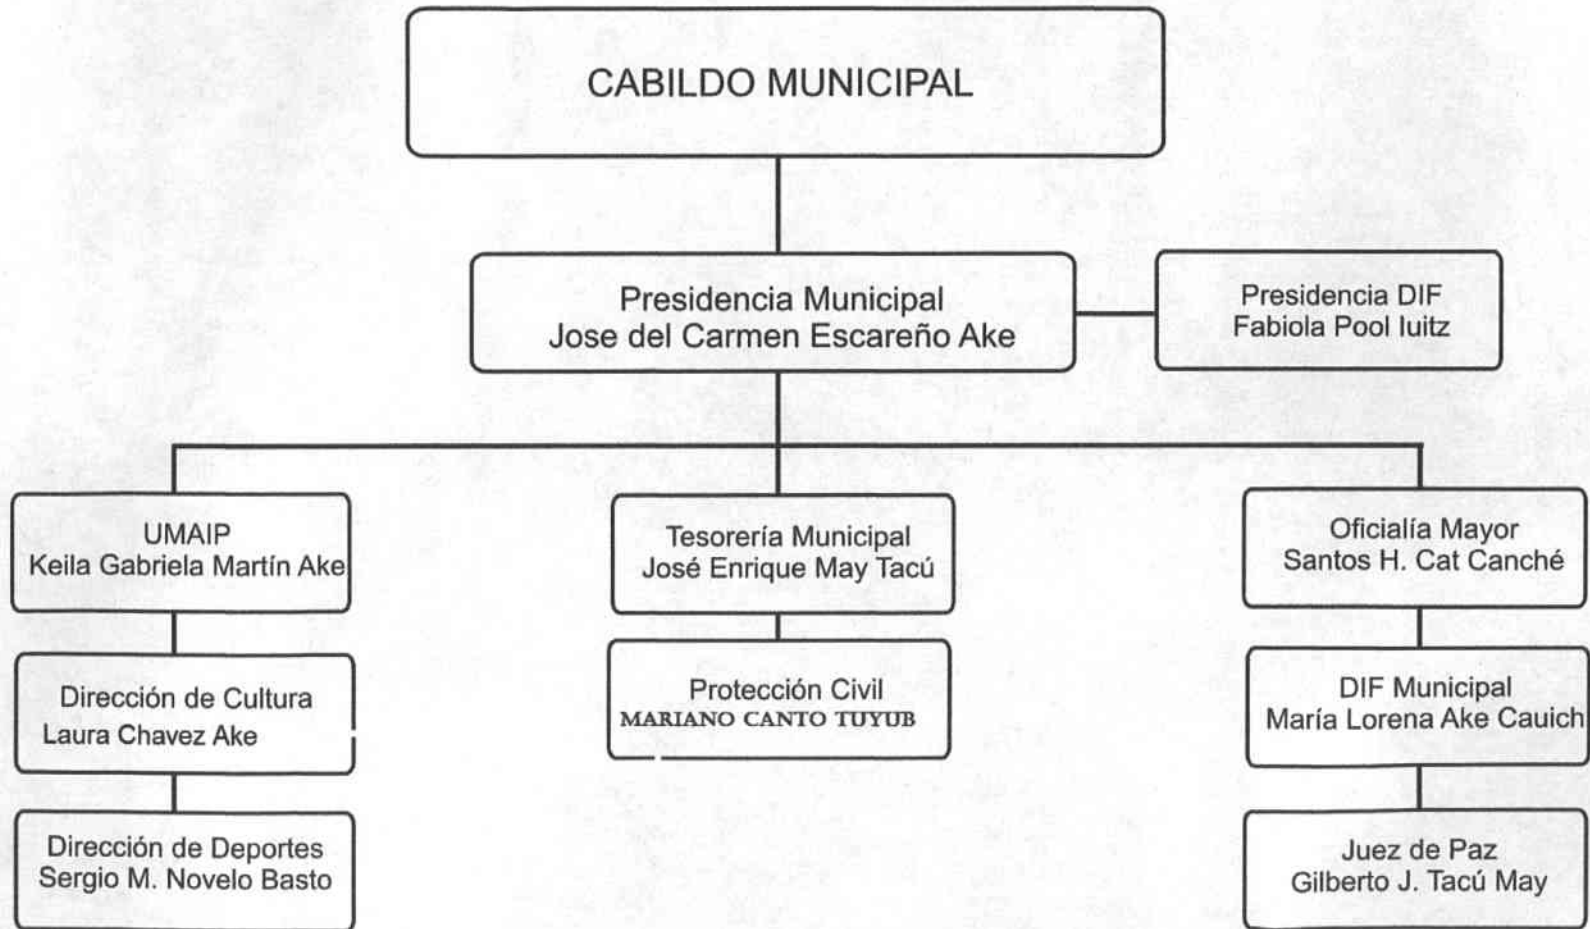 CABILDO MUNICIPAL
Presidencia Municipal
Jose del Carmen Escareño Ake
Presidencia DIF
Fabiola Pool Iuitz
UMAIP
Keila Gabriela Martín Ake
Tesorería Municipal
José Enrique May Tacú
Oficialía Mayor
Santos H. Cat Canché
Dirección de Cultura
Laura Chavez Ake
Protección Civil
MARIANO CANTO TUYUB
DIF Municipal
María Lorena Ake Cauich
Dirección de Deportes
Sergio M. Novelo Basto
Juez de Paz
Gilberto J. Tacú May